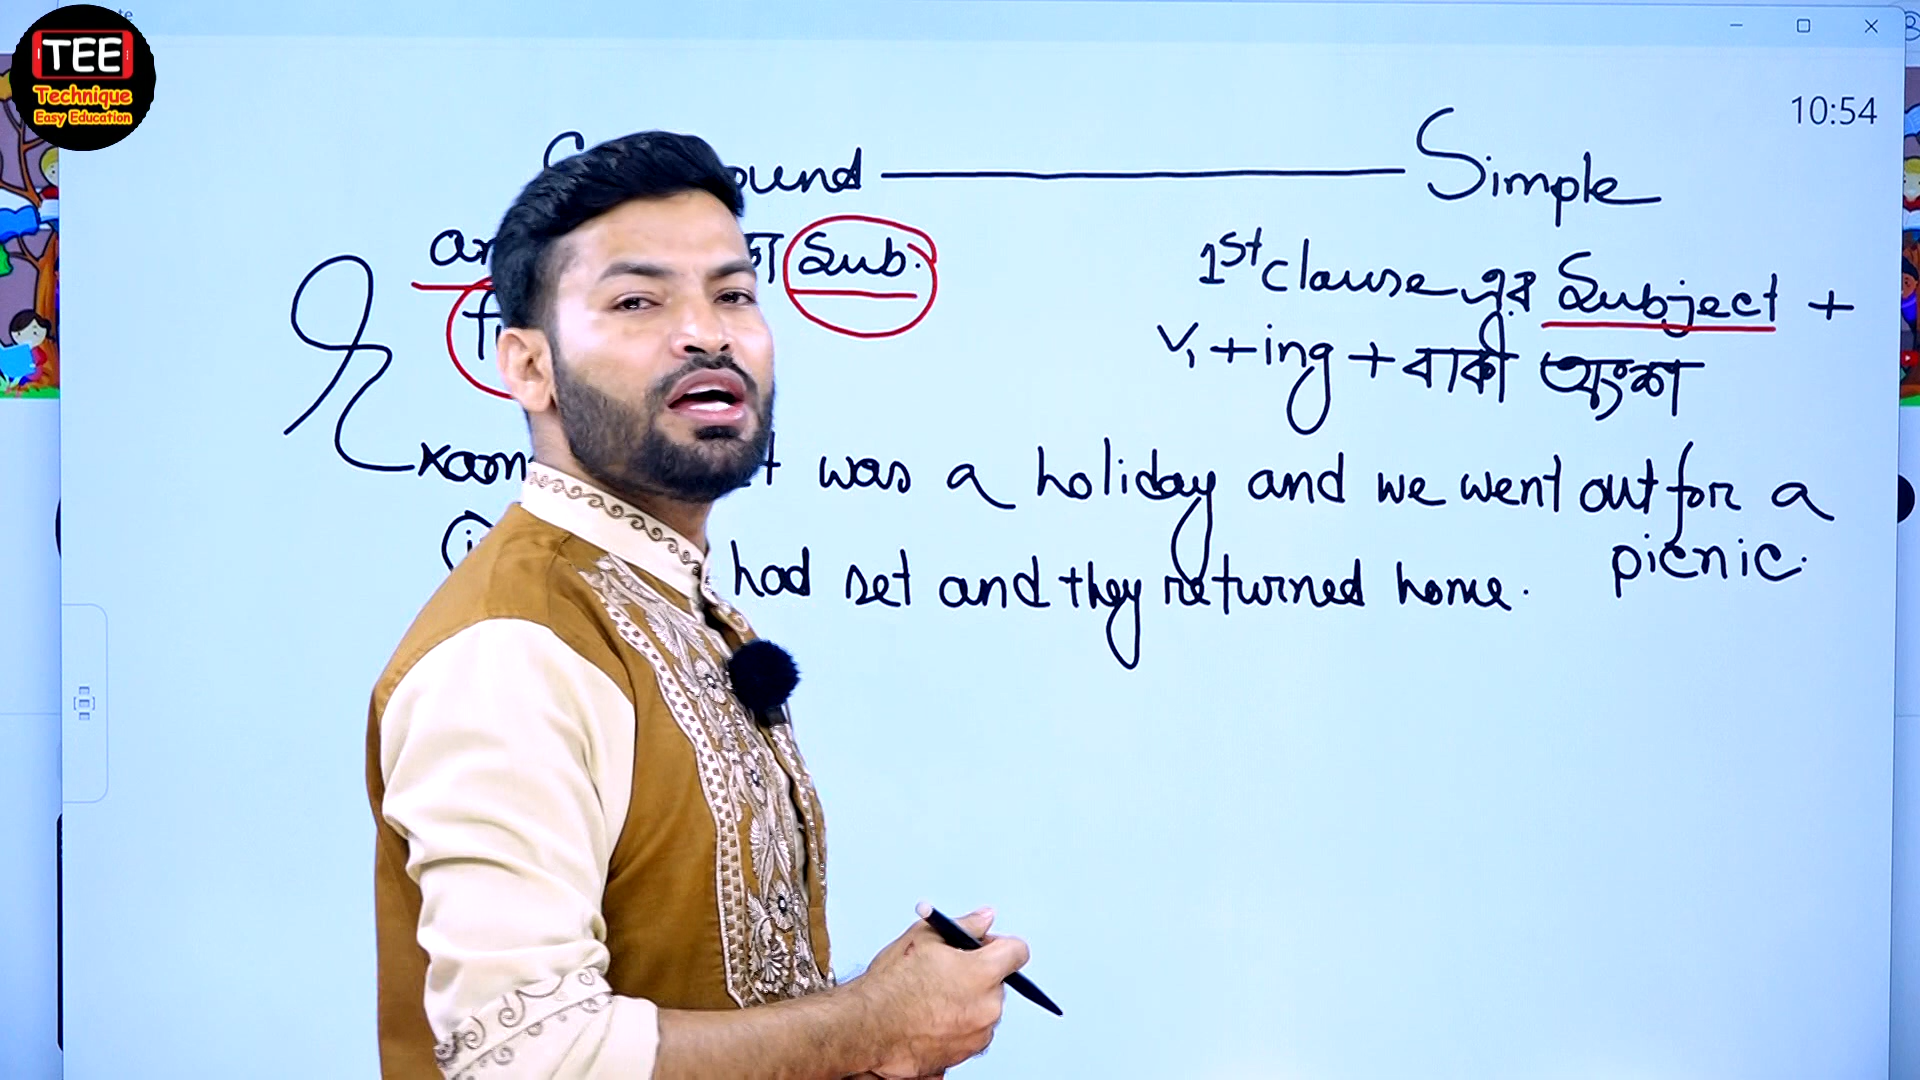 TEE
Technique
Easy Education
10:54
Simple
Sub:
1st clause এর Subject +
V1 + ing + বাকী অংশ
was a holiday and we went out for a
picnic.
had set and they returned home.